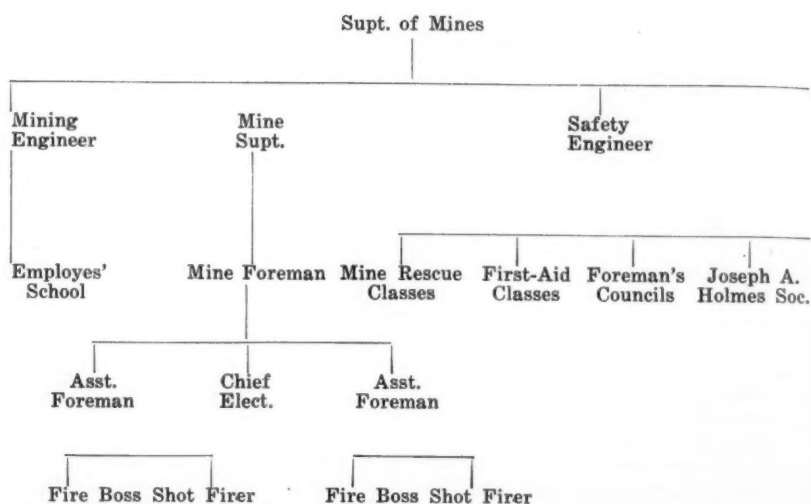 Supt. of Mines
Mining
Engineer
Mine
Supt.
Safety
Engineer
Employes'
School
Mine Foreman
Mine Rescue
Classes
First-Aid
Classes
Foreman's
Councils
Joseph A.
Holmes Soc.
Asst.
Foreman
Chief
Elect.
Asst.
Foreman
Fire Boss Shot Firer
Fire Boss Shot Firer